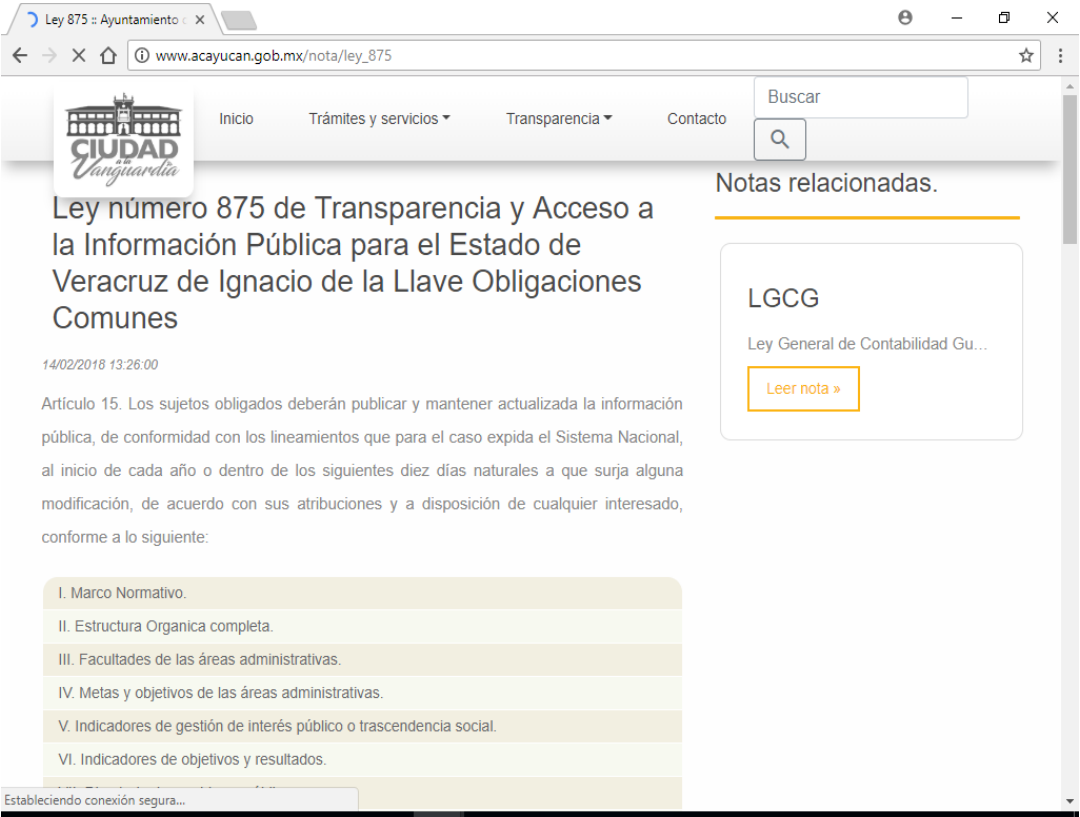 Ley 875 :: Ayuntamiento
www.acayucan.gob.mx/nota/ley_875
CIUDAD
a la
Vanguardia
Inicio
Trámites y servicios
Transparencia
Contacto
Buscar
Ley número 875 de Transparencia y Acceso a
la Información Pública para el Estado de
Veracruz de Ignacio de la Llave Obligaciones
Comunes
14/02/2018 13:26:00
Artículo 15. Los sujetos obligados deberán publicar y mantener actualizada la información
pública, de conformidad con los lineamientos que para el caso expida el Sistema Nacional,
al inicio de cada año o dentro de los siguientes diez días naturales a que surja alguna
modificación, de acuerdo con sus atribuciones y a disposición de cualquier interesado,
conforme a lo siguiente:
I. Marco Normativo.
II. Estructura Organica completa.
III. Facultades de las áreas administrativas.
IV. Metas y objetivos de las áreas administrativas.
V. Indicadores de gestión de interés público o trascendencia social.
VI. Indicadores de objetivos y resultados.
Notas relacionadas.
LGCG
Ley General de Contabilidad Gu...
Leer nota »
Estableciendo conexión segura...